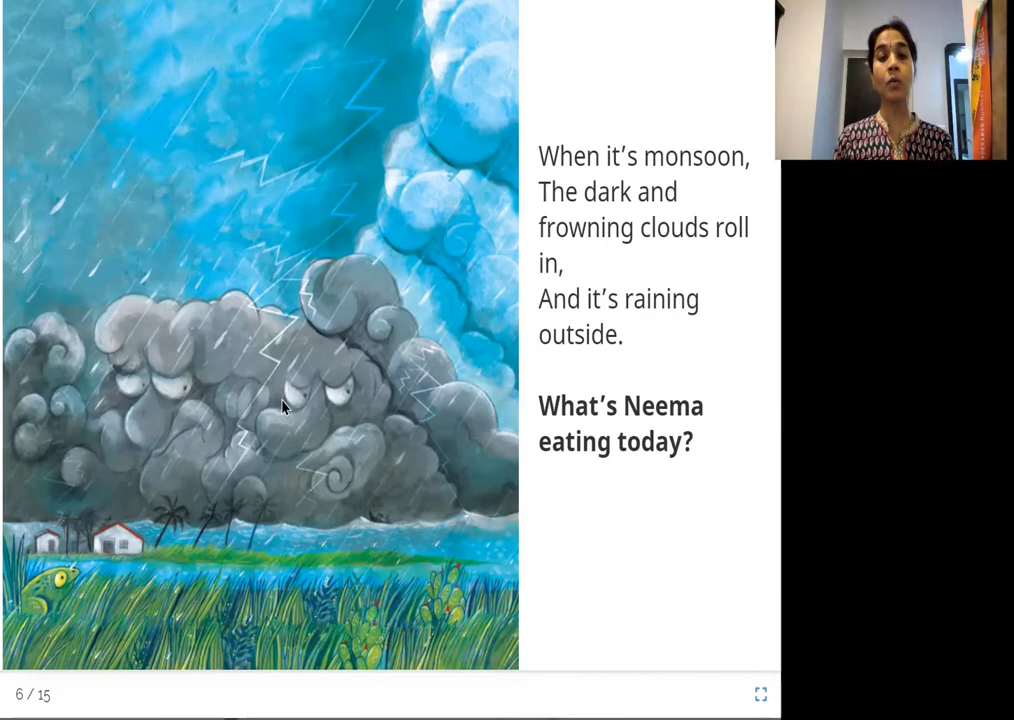 When it’s monsoon,
The dark and
frowning clouds roll
in,
And it’s raining
outside.
What’s Neema
eating today?
6 / 15